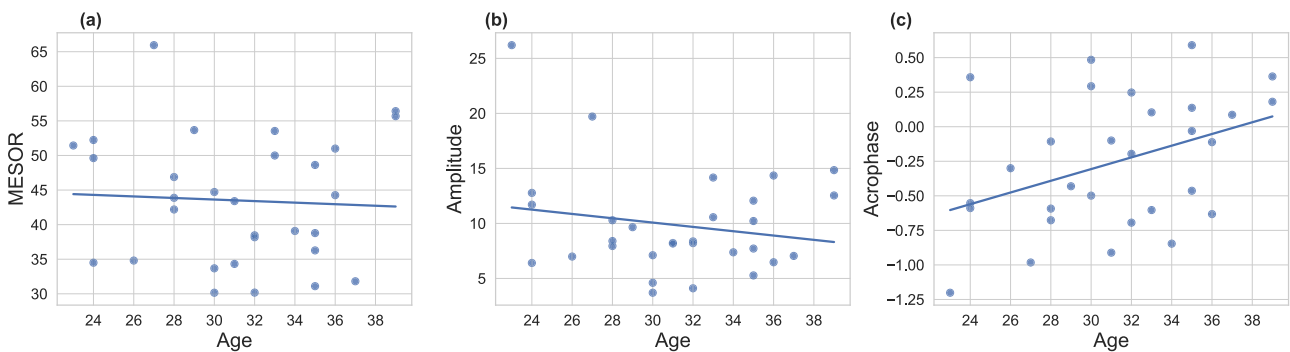 (a)
65
60
55
50
45
40
35
30
MESOR
24 26 28 30 32 34 36 38
Age
(b)
25
20
15
10
5
Amplitude
24 26 28 30 32 34 36 38
Age
(c)
0.50
0.25
0.00
−0.25
−0.50
−0.75
−1.00
−1.25
Acrophase
24 26 28 30 32 34 36 38
Age